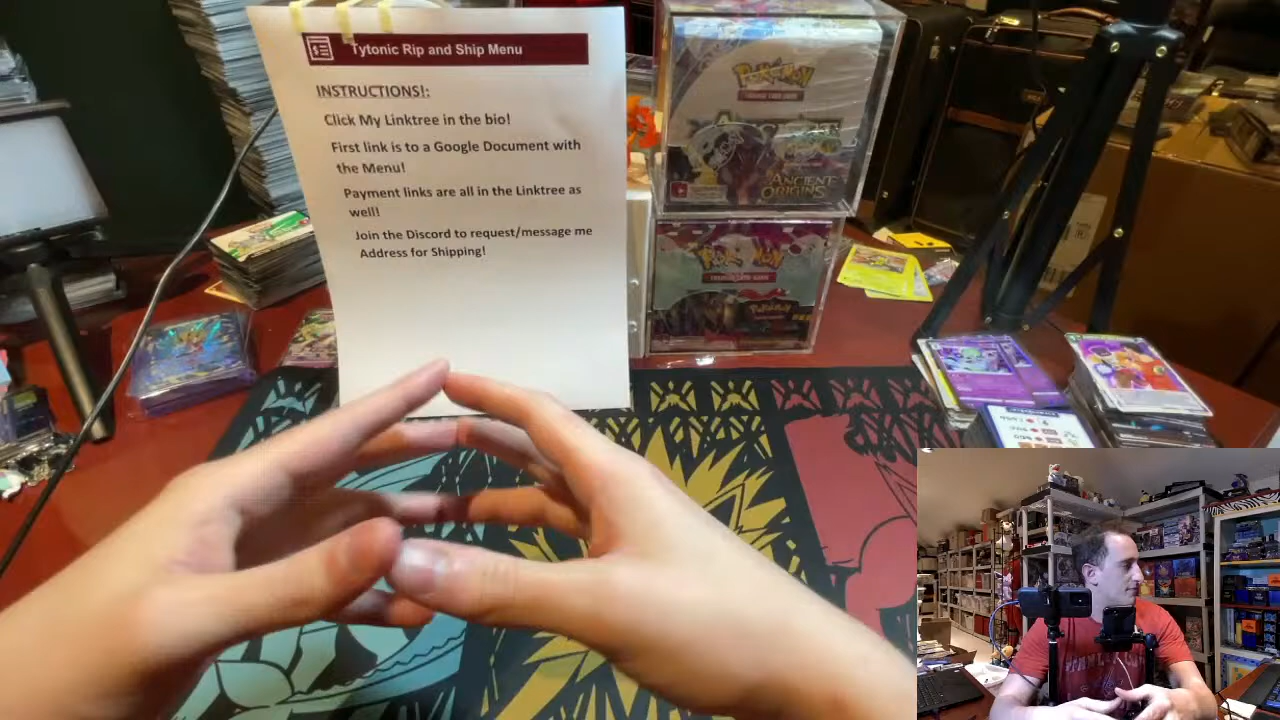 Tytonic Rip and Ship Menu
INSTRUCTIONS!:
Click My Linktree in the bio!
First link is to a Google Document with
the Menu!
Payment links are all in the Linktree as
well!
Join the Discord to request/message me
Address for Shipping!
POKéMON
ANCIENT
ORIGINS
POKéMON